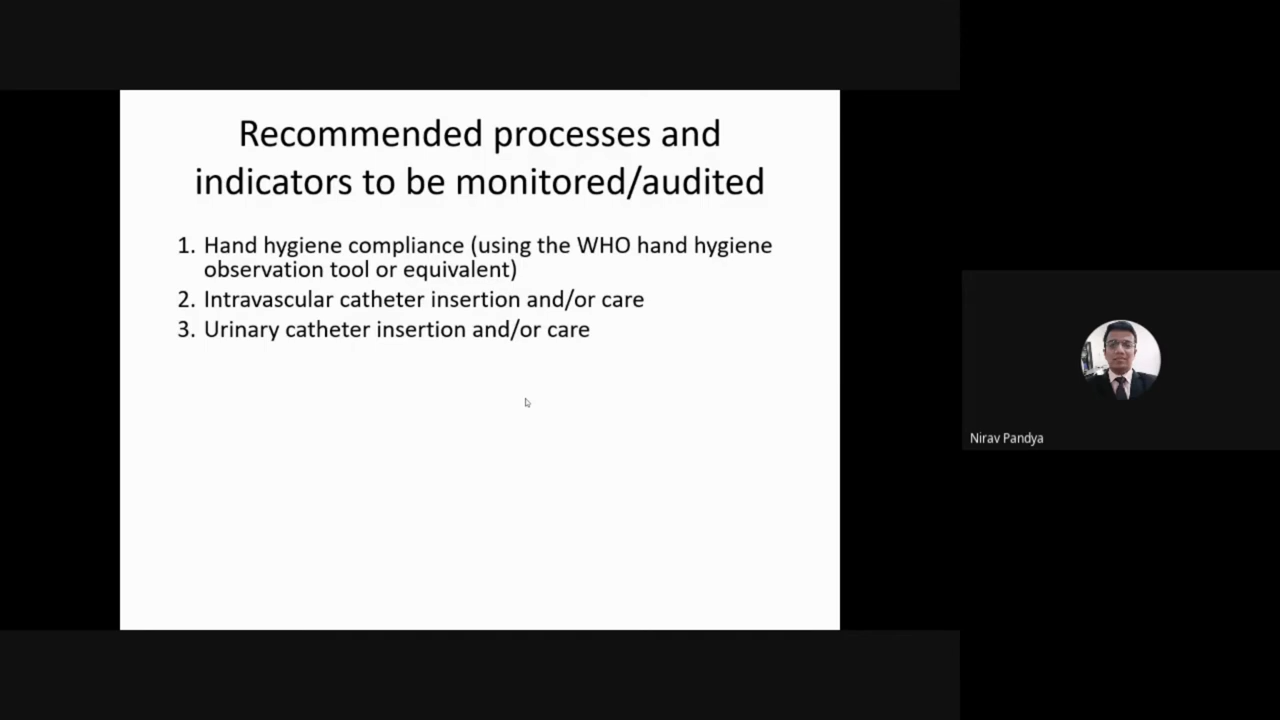 Recommended processes and
indicators to be monitored/audited
1. Hand hygiene compliance (using the WHO hand hygiene
observation tool or equivalent)
2. Intravascular catheter insertion and/or care
3. Urinary catheter insertion and/or care
Nirav Pandya